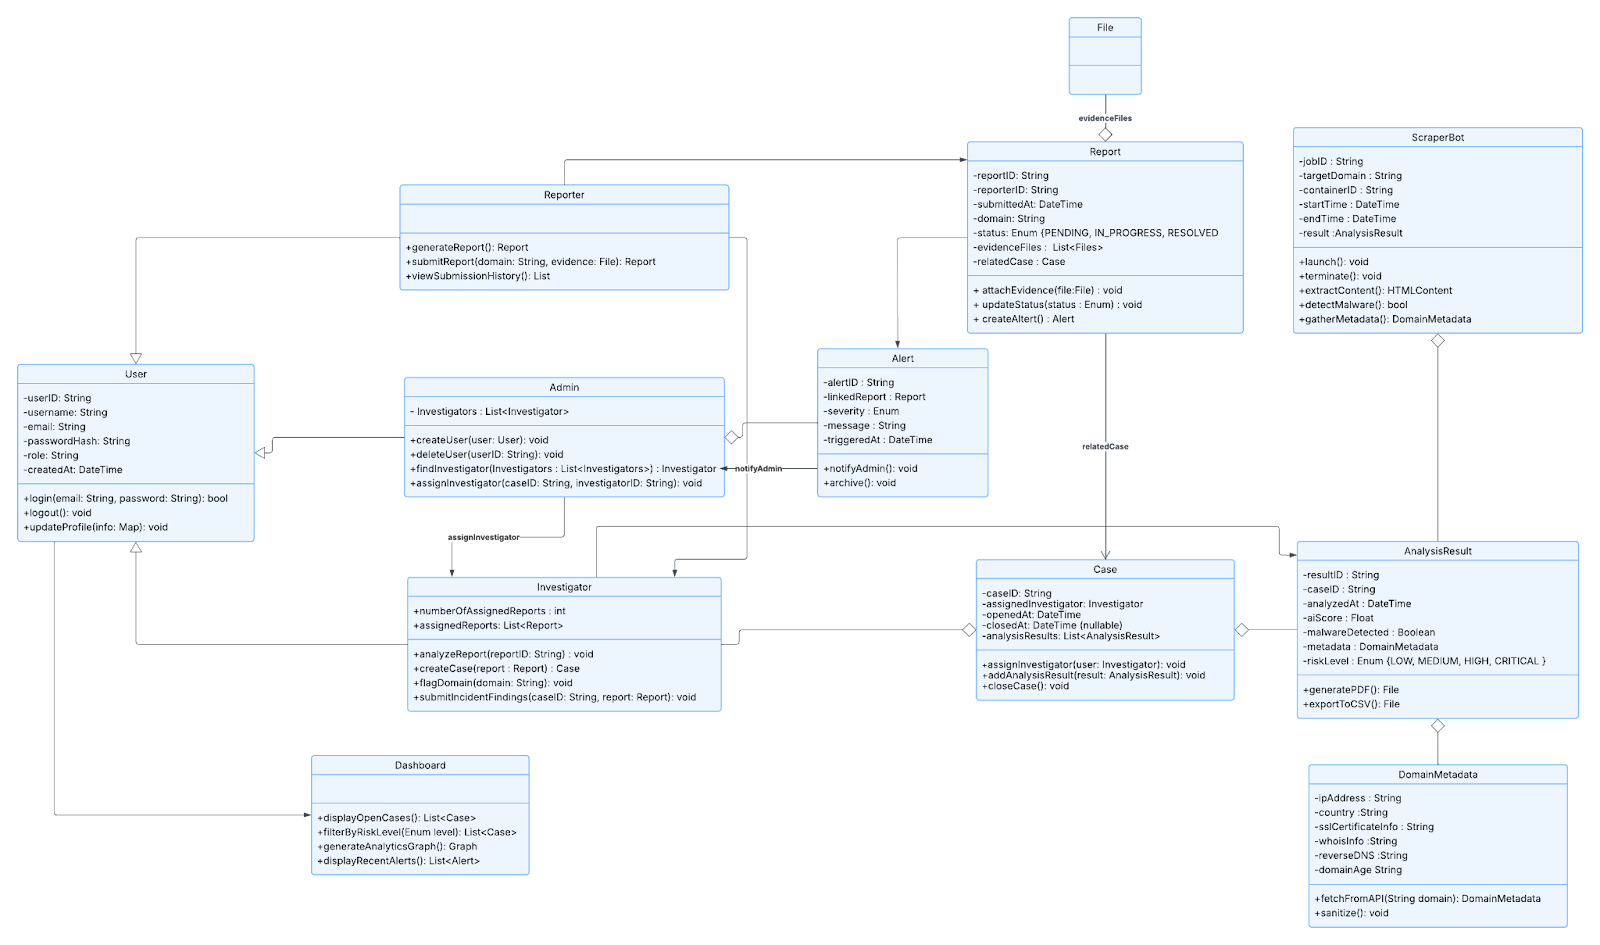 File
evidenceFiles
Report
-reportID: String
-reporterID: String
-submittedAt: DateTime
-domain: String
-status: Enum {PENDING, IN_PROGRESS, RESOLVED
-evidenceFiles :  List<Files>
-relatedCase : Case
+ attachEvidence(file:File) : void
+ updateStatus(status : Enum) : void
+ createAltert() : Alert
ScraperBot
-jobID : String
-targetDomain : String
-containerID : String
-startTime : DateTime
-endTime : DateTime
-result :AnalysisResult
+launch(): void
+terminate(): void
+extractContent(): HTMLContent
+detectMalware(): bool
+gatherMetadata(): DomainMetadata
Reporter
+generateReport(): Report
+submitReport(domain: String, evidence: File): Report
+viewSubmissionHistory(): List
User
-userID: String
-username: String
-email: String
-passwordHash: String
-role: String
-createdAt: DateTime
+login(email: String, password: String): bool
+logout(): void
+updateProfile(info: Map): void
Admin
- Investigators : List<Investigator>
+createUser(user: User): void
+deleteUser(userID: String): void
+findInvestigator(Investigators : List<Investigators>) : Investigator
+assignInvestigator(caseID: String, investigatorID: String): void
Alert
-alertID : String
-linkedReport : Report
-severity : Enum
-message : String
-triggeredAt : DateTime
+notifyAdmin(): void
+archive(): void
notifyAdmin
relatedCase
assignInvestigator
Investigator
+numberOfAssignedReports : int
+assignedReports: List<Report>
+analyzeReport(reportID: String) : void
+createCase(report : Report) : Case
+flagDomain(domain: String): void
+submitIncidentFindings(caseID: String, report: Report): void
Case
-caseID: String
-assignedInvestigator: Investigator
-openedAt: DateTime
-closedAt: DateTime (nullable)
-analysisResults: List<AnalysisResult>
+assignInvestigator(user: Investigator): void
+addAnalysisResult(result: AnalysisResult): void
+closeCase(): void
AnalysisResult
-resultID : String
-caseID : String
-analyzedAt : DateTime
-aiScore : Float
-malwareDetected : Boolean
-metadata : DomainMetadata
-riskLevel : Enum {LOW, MEDIUM, HIGH, CRITICAL }
+generatePDF(): File
+exportToCSV(): File
Dashboard
+displayOpenCases(): List<Case>
+filterByRiskLevel(Enum level): List<Case>
+generateAnalyticsGraph(): Graph
+displayRecentAlerts(): List<Alert>
DomainMetadata
-ipAddress : String
-country :String
-sslCertificateInfo : String
-whoisInfo :String
-reverseDNS :String
-domainAge String
+fetchFromAPI(String domain): DomainMetadata
+sanitize(): void